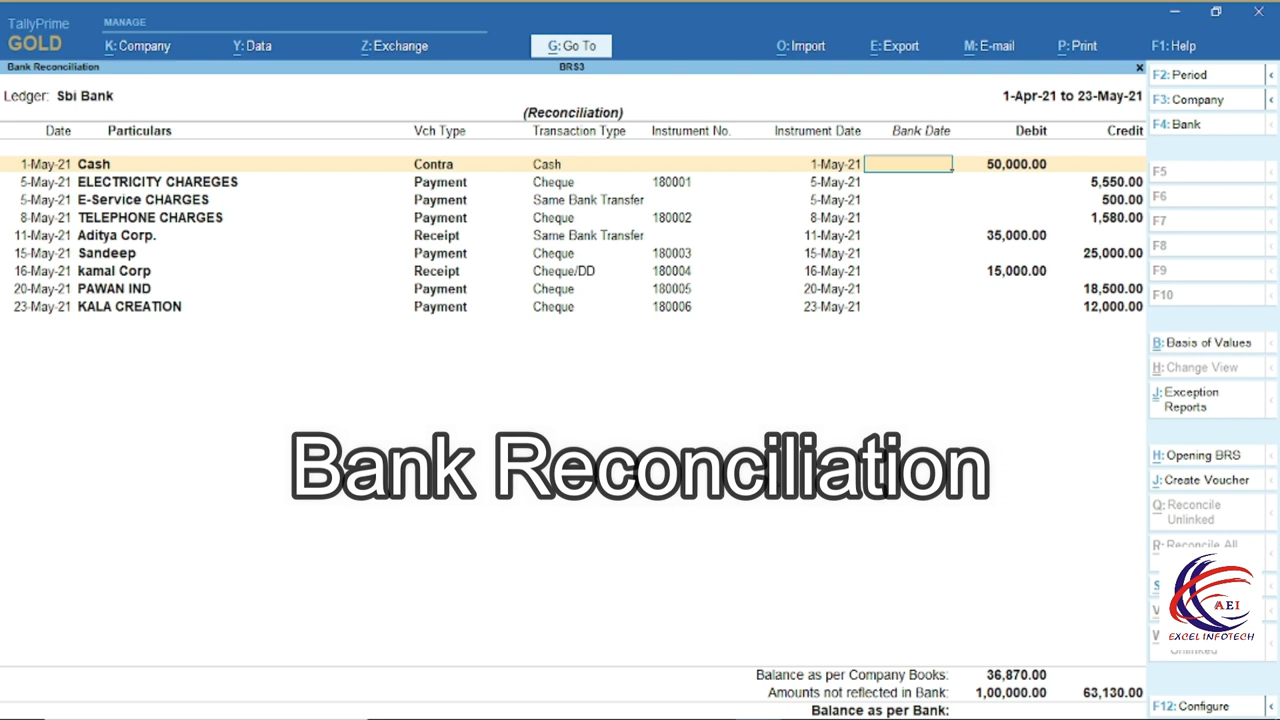 TallyPrime MANAGE
GOLD K: Company Y: Data Z: Exchange G: Go To O: Import E: Export M: E-mail P: Print F1: Help
Bank Reconciliation BRS3 x
Ledger: Sbi Bank 1-Apr-21 to 23-May-21
(Reconciliation)
Date Particulars Vch Type Transaction Type Instrument No. Instrument Date Bank Date Debit Credit
1-May-21 Cash Contra Cash 1-May-21 50,000.00
5-May-21 ELECTRICITY CHAREGES Payment Cheque 180001 5-May-21 5,550.00
5-May-21 E-Service CHARGES Payment Same Bank Transfer 5-May-21 500.00
8-May-21 TELEPHONE CHARGES Payment Cheque 180002 8-May-21 1,580.00
11-May-21 Aditya Corp. Receipt Same Bank Transfer 11-May-21 35,000.00
15-May-21 Sandeep Payment Cheque 180003 15-May-21 25,000.00
16-May-21 kamal Corp Receipt Cheque/DD 180004 16-May-21 15,000.00
20-May-21 PAWAN IND Payment Cheque 180005 20-May-21 18,500.00
23-May-21 KALA CREATION Payment Cheque 180006 23-May-21 12,000.00
Bank Reconciliation
Balance as per Company Books: 36,870.00
Amounts not reflected in Bank: 1,00,000.00 63,130.00
Balance as per Bank:
F2: Period
F3: Company
F4: Bank
F5
F6
F7
F8
F9
F10
B: Basis of Values
H: Change View
J: Exception
Reports
H: Opening BRS
J: Create Voucher
Q: Reconcile
Unlinked
R: Reconcile All
S
V
W
Unlinked
AEI
EXCEL INFOTECH
F12: Configure